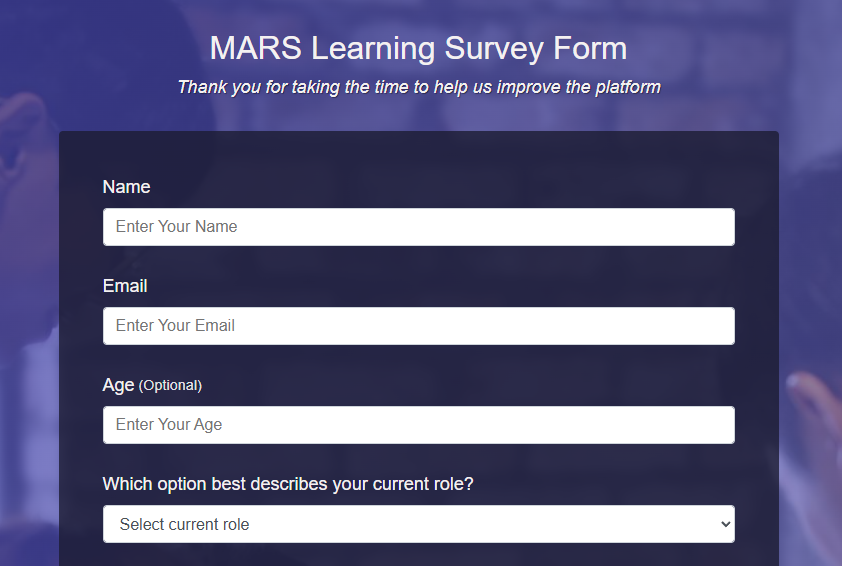 MARS Learning Survey Form
Thank you for taking the time to help us improve the platform
Name
Enter Your Name
Email
Enter Your Email
Age (Optional)
Enter Your Age
Which option best describes your current role?
Select current role